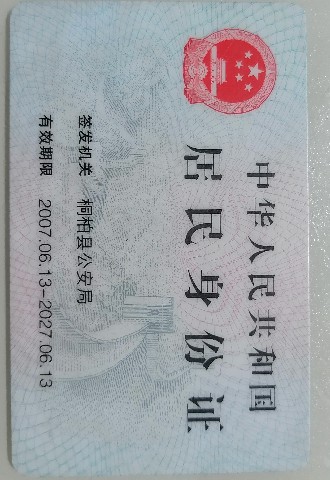 中华人民共和国
居民身份证
签发机关 桐柏县公安局
有效期限 2007.06.13-2027.06.13